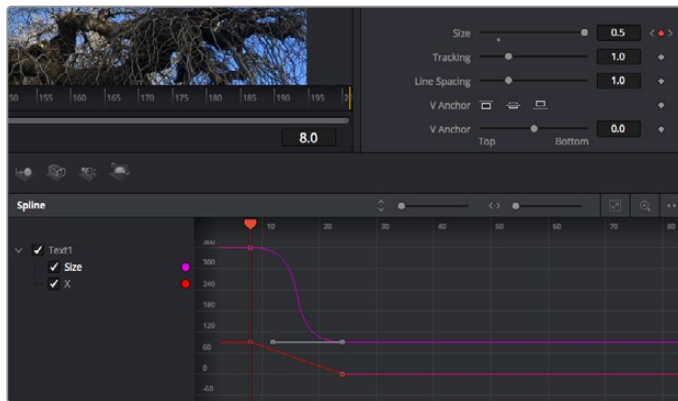 Size 0.5
Tracking 1.0
Line Spacing 1.0
V Anchor
V Anchor 0.0
Top Bottom
50 155 160 165 170 175 180 185 190 195
8.0
Spline
10 20 30 40 50 60 70 80
Text1
Size
X
360
300
240
180
120
60
0
-60